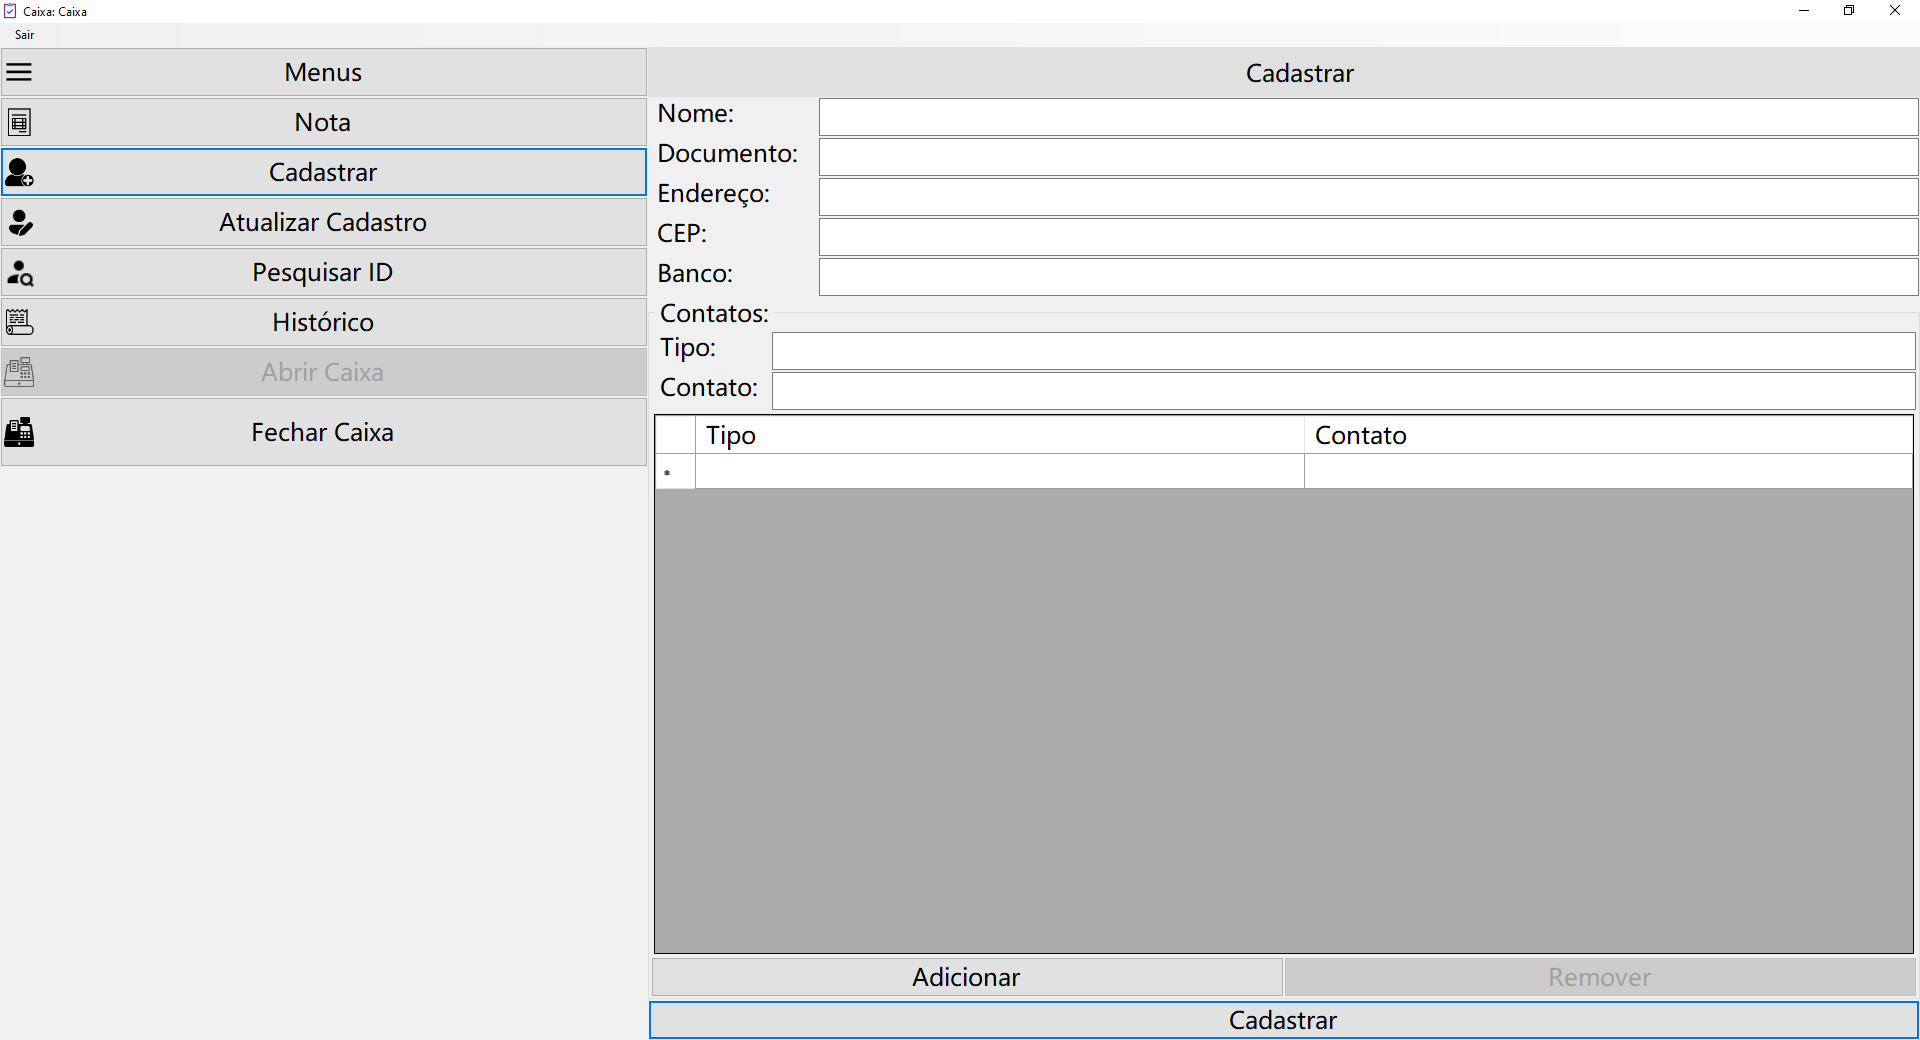 Caixa: Caixa
Sair
Menus
Nota
Cadastrar
Atualizar Cadastro
Pesquisar ID
Histórico
Abrir Caixa
Fechar Caixa
Cadastrar
Nome:
Documento:
Endereço:
CEP:
Banco:
Contatos:
Tipo:
Contato:
Tipo Contato
*
Adicionar Remover
Cadastrar